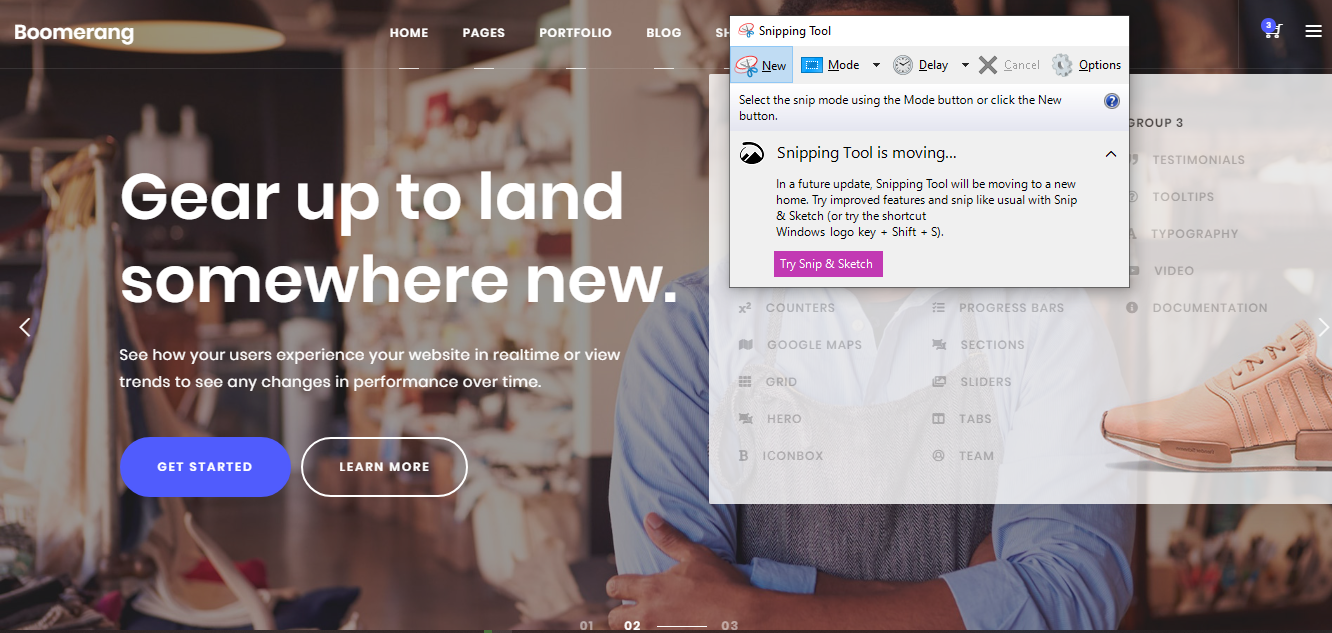 Boomerang
HOME
PAGES
PORTFOLIO
BLOG
SH
3
Snipping Tool
New
Mode
Delay
Cancel
Options
Select the snip mode using the Mode button or click the New
button.
Snipping Tool is moving...
In a future update, Snipping Tool will be moving to a new
home. Try improved features and snip like usual with Snip
& Sketch (or try the shortcut
Windows logo key + Shift + S).
Try Snip & Sketch
GROUP 3
TESTIMONIALS
TOOLTIPS
TYPOGRAPHY
VIDEO
DOCUMENTATION
COUNTERS
GOOGLE MAPS
GRID
HERO
ICONBOX
PROGRESS BARS
SECTIONS
SLIDERS
TABS
TEAM
Gear up to land
somewhere new.
See how your users experience your website in realtime or view
trends to see any changes in performance over time.
GET STARTED
LEARN MORE
01
02
03